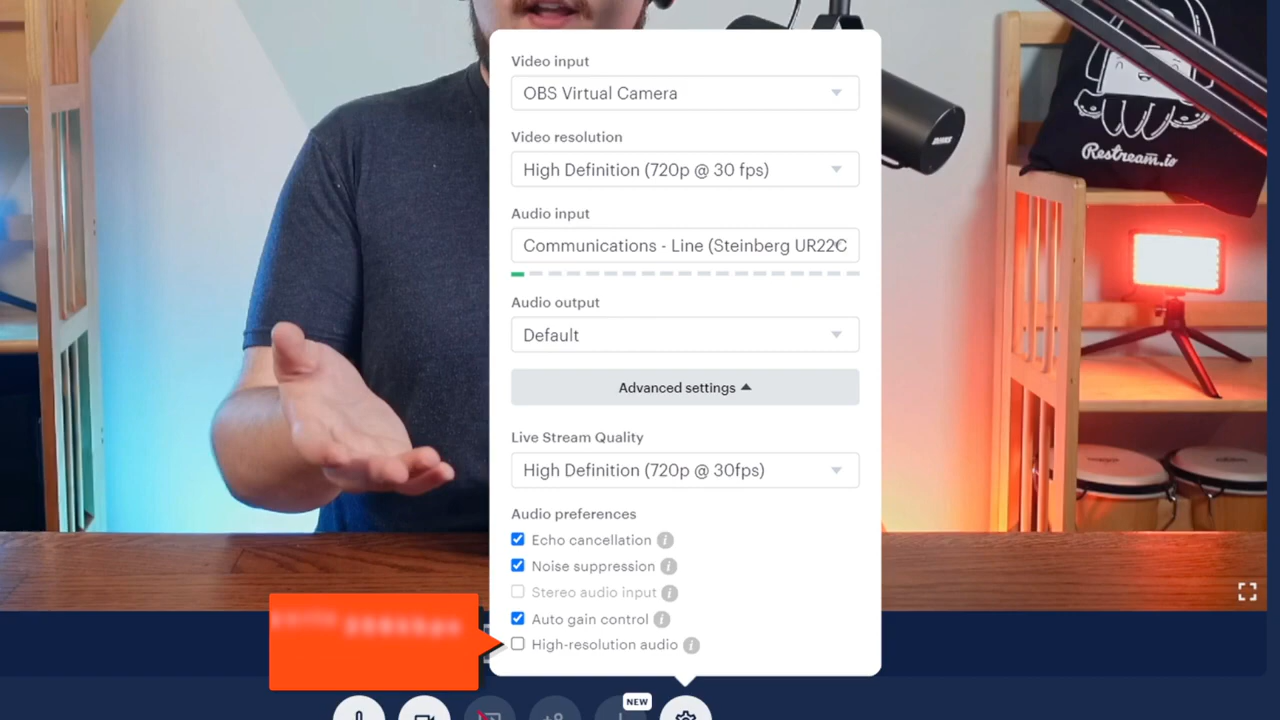 Video input
OBS Virtual Camera
Video resolution
High Definition (720p @ 30 fps)
Audio input
Communications - Line (Steinberg UR22C
Audio output
Default
Advanced settings
Live Stream Quality
High Definition (720p @ 30fps)
Audio preferences
Echo cancellation
Noise suppression
Stereo audio input
Auto gain control
High-resolution audio
NEW
Restream.io